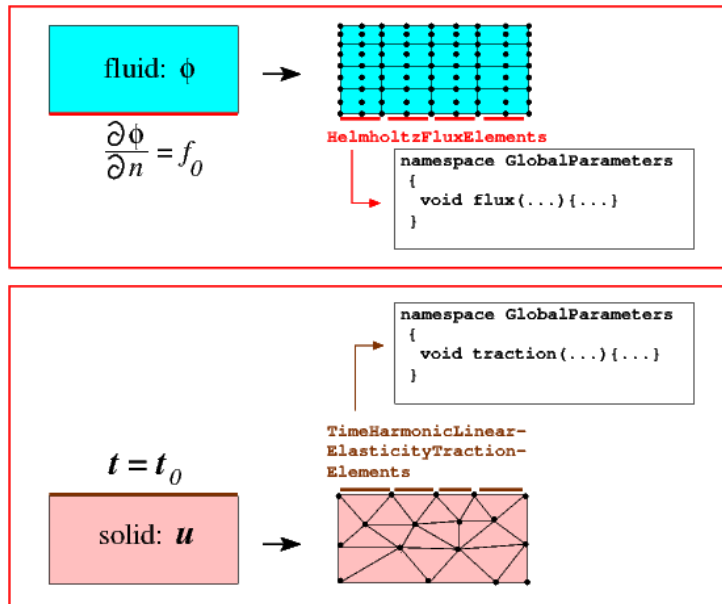 fluid: ϕ
∂ϕ
∂n = f0
HelmholtzFluxElements
namespace GlobalParameters
{
void flux(...){...}
}
namespace GlobalParameters
{
void traction(...){...}
}
TimeHarmonicLinear-
ElasticityTraction-
Elements
t = t0
solid: u